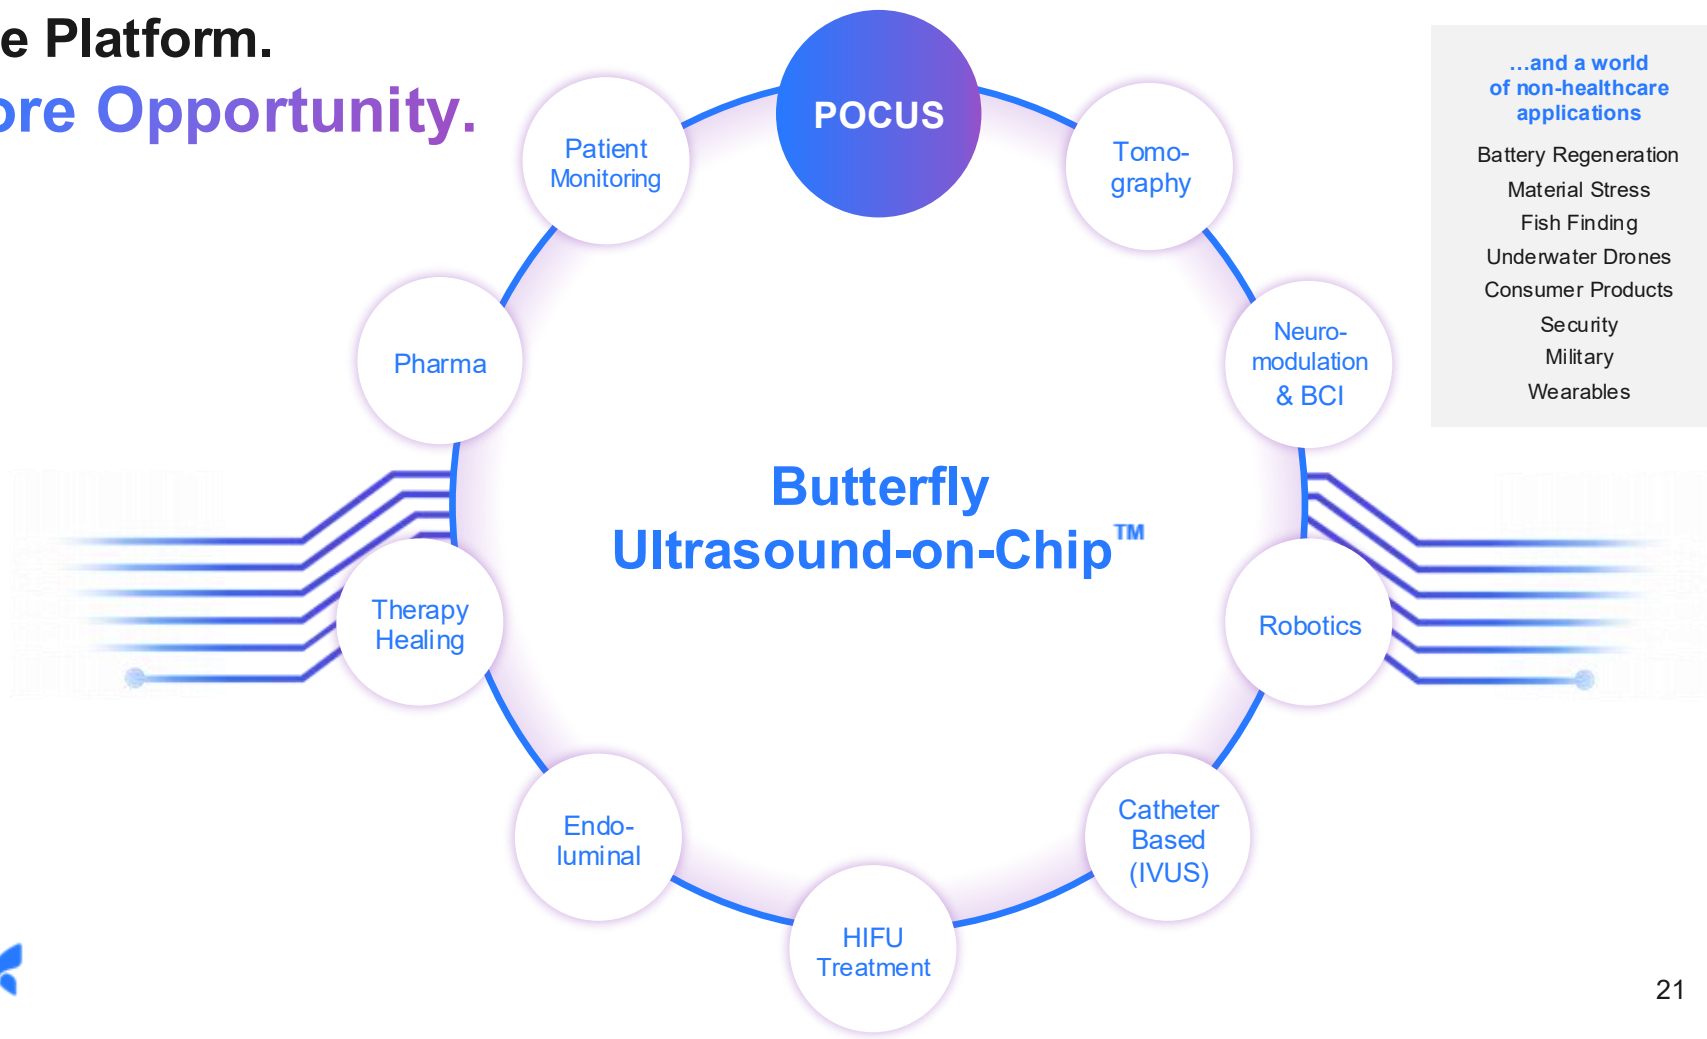 e Platform.
ore Opportunity.
POCUS
Patient
Monitoring
Tomo-
graphy
Pharma
Neuro-
modulation
& BCI
Butterfly
Ultrasound-on-Chip™
Therapy
Healing
Robotics
Endo-
luminal
Catheter
Based
(IVUS)
HIFU
Treatment
…and a world
of non-healthcare
applications
Battery Regeneration
Material Stress
Fish Finding
Underwater Drones
Consumer Products
Security
Military
Wearables
21